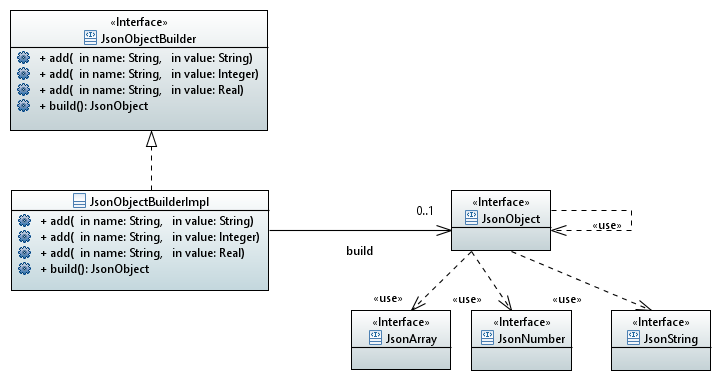 «Interface»
JsonObjectBuilder
+ add( in name: String, in value: String)
+ add( in name: String, in value: Integer)
+ add( in name: String, in value: Real)
+ build(): JsonObject
JsonObjectBuilderImpl
+ add( in name: String, in value: String)
+ add( in name: String, in value: Integer)
+ add( in name: String, in value: Real)
+ build(): JsonObject
0..1
build
«Interface»
JsonObject
«use»
«use»
«use»
«use»
«Interface»
JsonArray
«Interface»
JsonNumber
«Interface»
JsonString